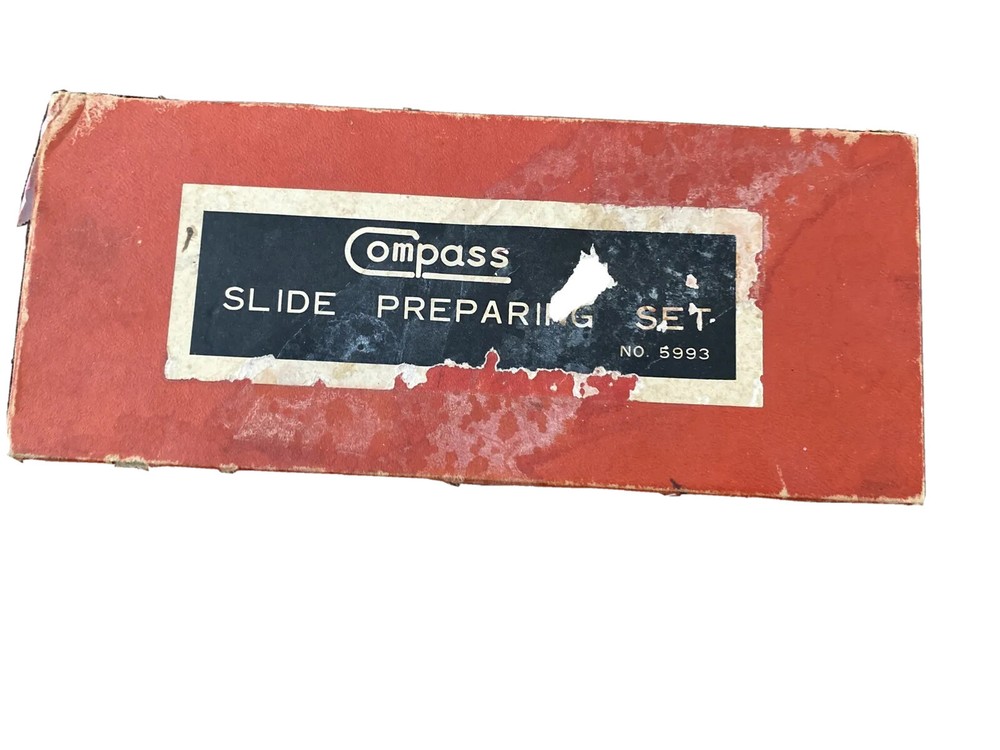 Compass
SLIDE PREPARING SET
NO. 5993